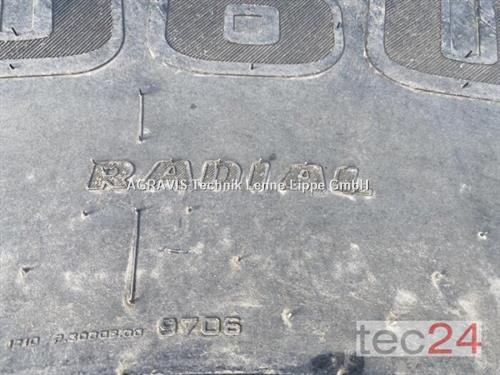 RADIAL
AGRAVIS Technik Lenne Lippe GmbH
9706
tec24